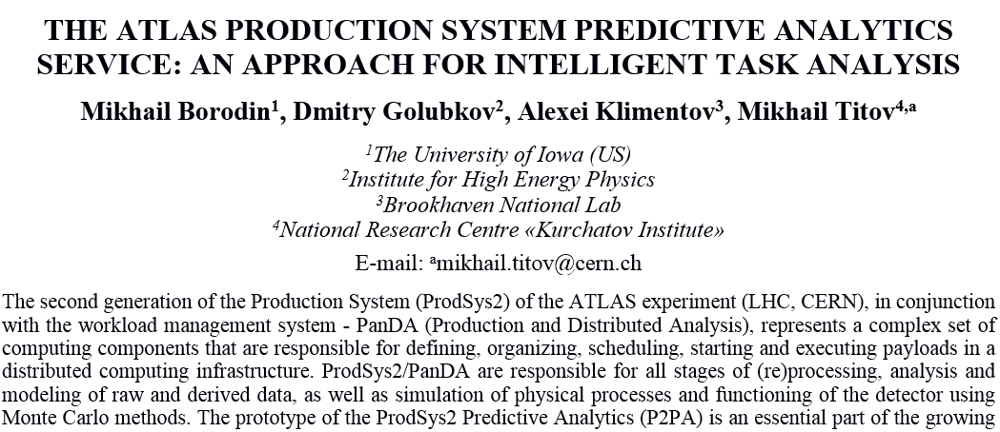 THE ATLAS PRODUCTION SYSTEM PREDICTIVE ANALYTICS
SERVICE: AN APPROACH FOR INTELLIGENT TASK ANALYSIS
Mikhail Borodin¹, Dmitry Golubkov², Alexei Klimentov³, Mikhail Titov⁴,ᵃ
¹The University of Iowa (US)
²Institute for High Energy Physics
³Brookhaven National Lab
⁴National Research Centre «Kurchatov Institute»
E-mail: ᵃmikhail.titov@cern.ch
The second generation of the Production System (ProdSys2) of the ATLAS experiment (LHC, CERN), in conjunction
with the workload management system - PanDA (Production and Distributed Analysis), represents a complex set of
computing components that are responsible for defining, organizing, scheduling, starting and executing payloads in a
distributed computing infrastructure. ProdSys2/PanDA are responsible for all stages of (re)processing, analysis and
modeling of raw and derived data, as well as simulation of physical processes and functioning of the detector using
Monte Carlo methods. The prototype of the ProdSys2 Predictive Analytics (P2PA) is an essential part of the growing